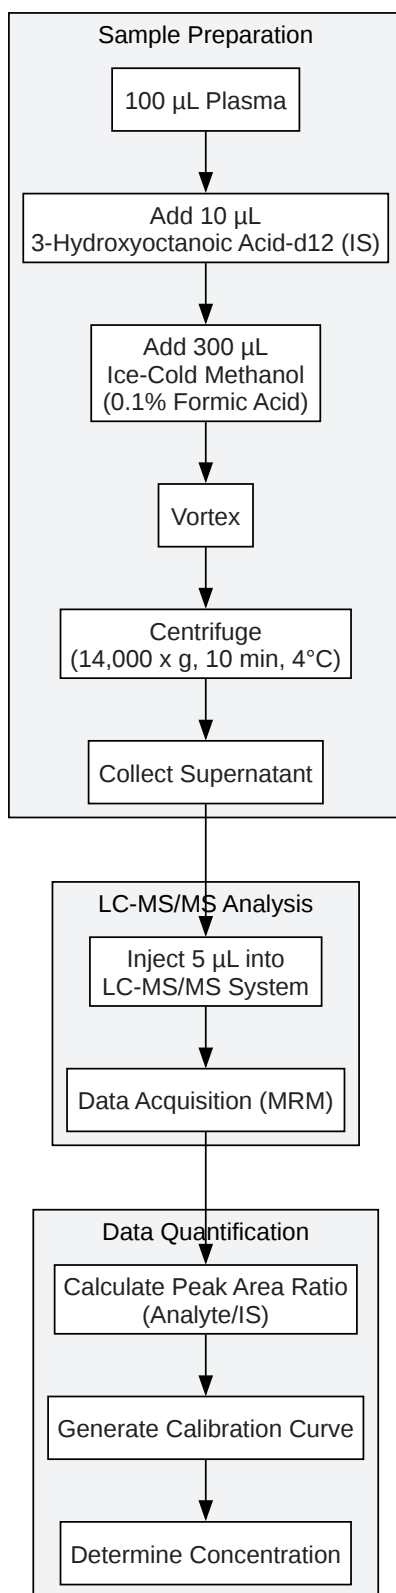 Sample Preparation
100 µL Plasma
Add 10 µL
3-Hydroxyoctanoic Acid-d12 (IS)
Add 300 µL
Ice-Cold Methanol
(0.1% Formic Acid)
Vortex
Centrifuge
(14,000 x g, 10 min, 4°C)
Collect Supernatant
LC-MS/MS Analysis
Inject 5 µL into
LC-MS/MS System
Data Acquisition (MRM)
Data Quantification
Calculate Peak Area Ratio
(Analyte/IS)
Generate Calibration Curve
Determine Concentration